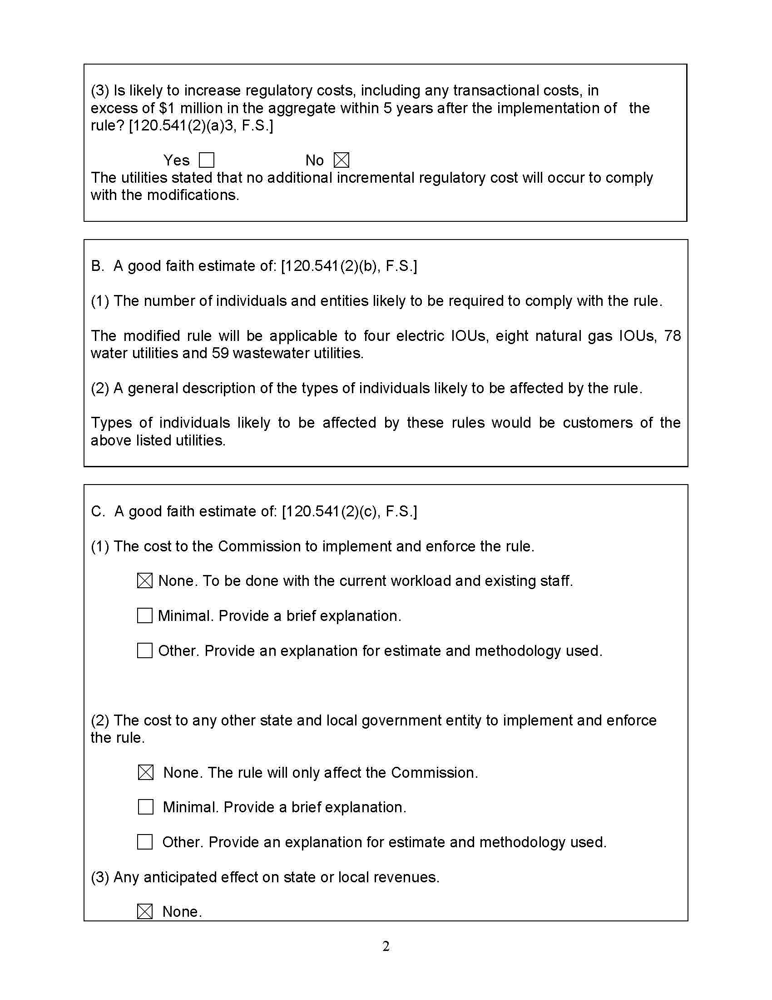 (3) Is likely to increase regulatory costs, including any transactional costs, in
excess of $1 million in the aggregate within 5 years after the implementation of the
rule? [120.541(2)(a)3, F.S.]
Yes ☐ No ☒
The utilities stated that no additional incremental regulatory cost will occur to comply
with the modifications.
B. A good faith estimate of: [120.541(2)(b), F.S.]
(1) The number of individuals and entities likely to be required to comply with the rule.
The modified rule will be applicable to four electric IOUs, eight natural gas IOUs, 78
water utilities and 59 wastewater utilities.
(2) A general description of the types of individuals likely to be affected by the rule.
Types of individuals likely to be affected by these rules would be customers of the
above listed utilities.
C. A good faith estimate of: [120.541(2)(c), F.S.]
(1) The cost to the Commission to implement and enforce the rule.
☒ None. To be done with the current workload and existing staff.
☐ Minimal. Provide a brief explanation.
☐ Other. Provide an explanation for estimate and methodology used.
(2) The cost to any other state and local government entity to implement and enforce
the rule.
☒ None. The rule will only affect the Commission.
☐ Minimal. Provide a brief explanation.
☐ Other. Provide an explanation for estimate and methodology used.
(3) Any anticipated effect on state or local revenues.
☒ None.
2